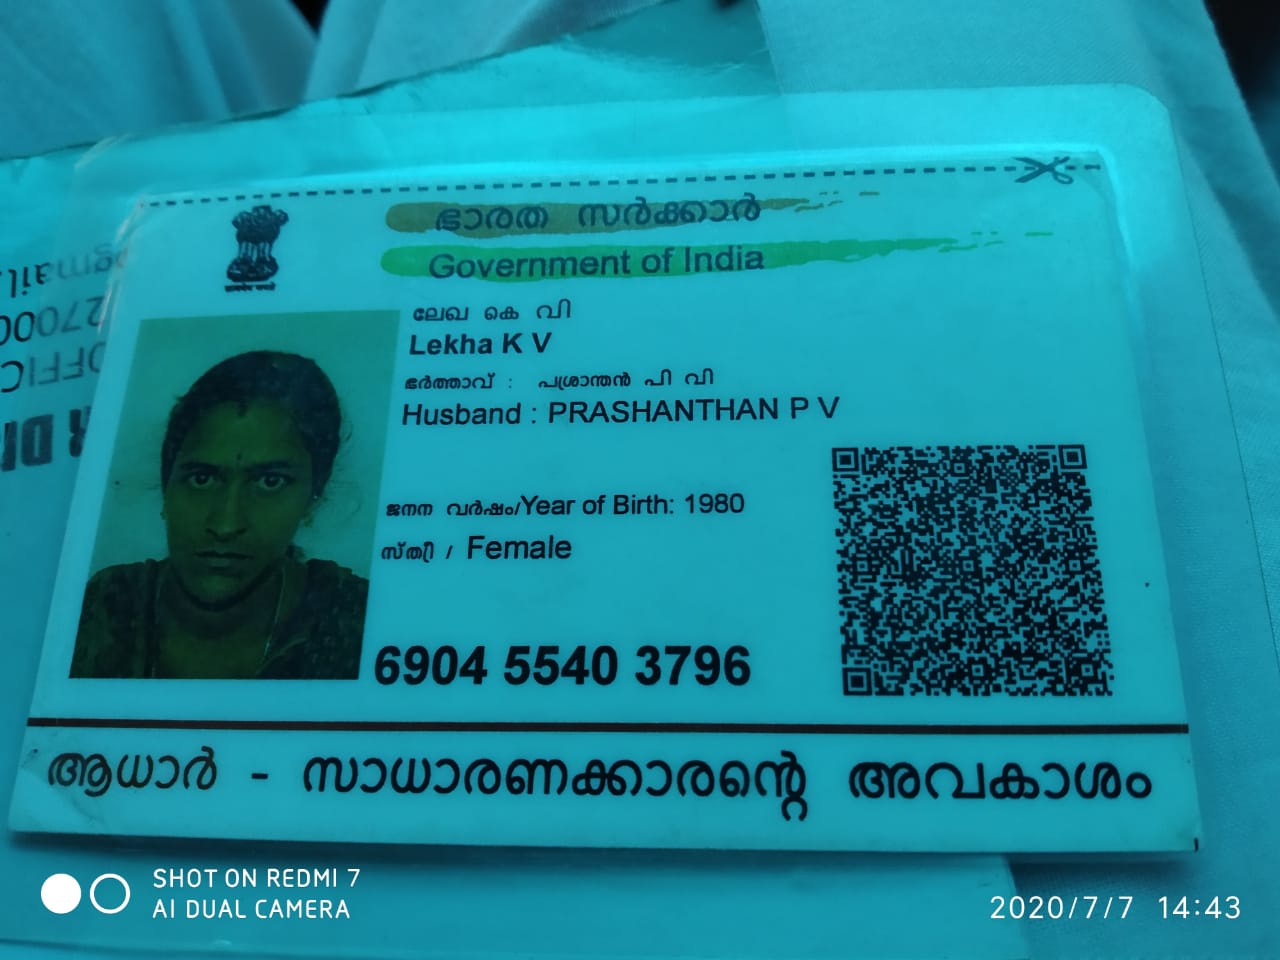 ഭാരത സർക്കാർ
Government of India
ലേഖ കെ വി
Lekha K V
ഭർത്താവ് : പശ്രാന്തൻ പി വി
Husband : PRASHANTHAN P V
ജനന വർഷം/Year of Birth: 1980
സ്ത്രീ / Female
6904 5540 3796
ആധാർ - സാധാരണക്കാരന്റെ അവകാശം
SHOT ON REDMI 7
AI DUAL CAMERA
2020/7/7 14:43